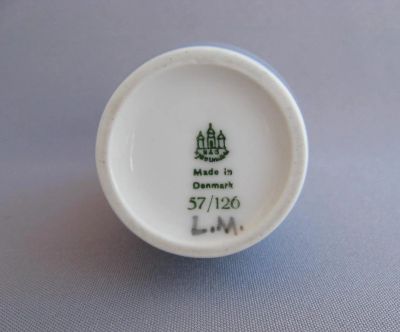 B & G
Made in
Denmark
57/126
L.M.